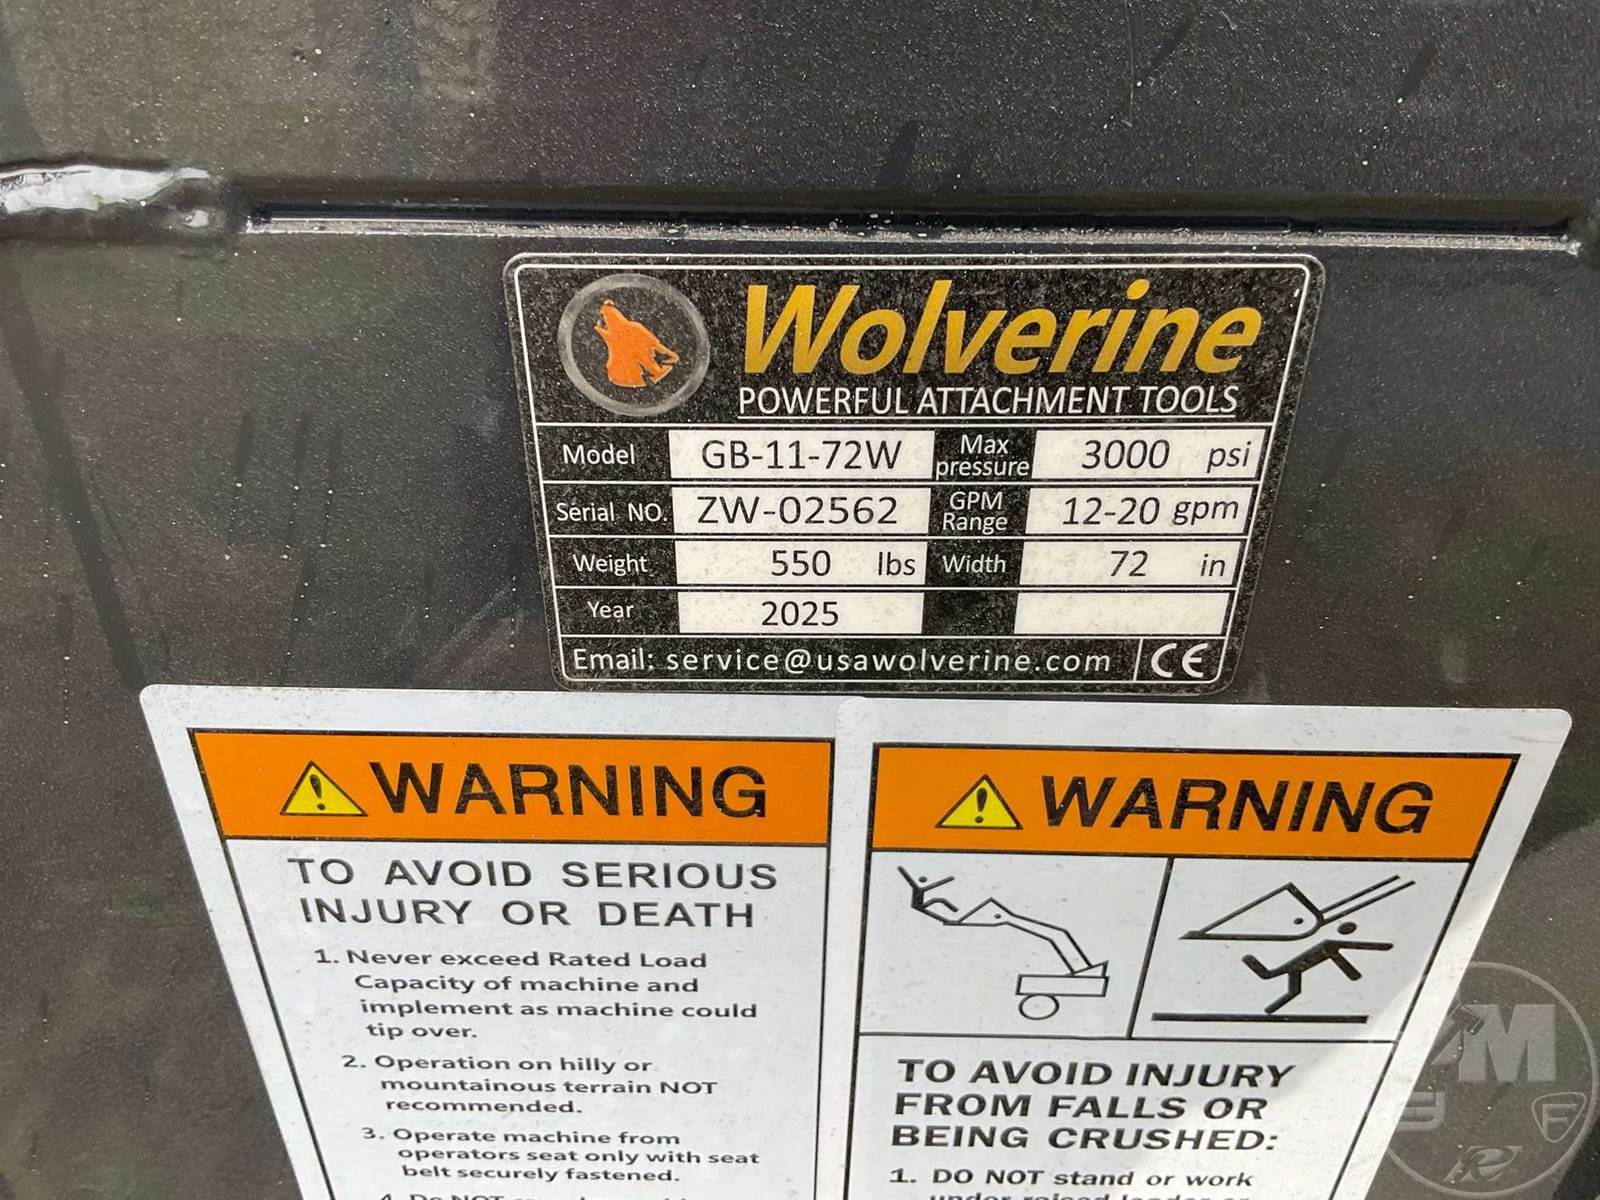 Wolverine
POWERFUL ATTACHMENT TOOLS
Model GB-11-72W Max pressure 3000 psi
Serial NO. ZW-02562 GPM Range 12-20 gpm
Weight 550 lbs Width 72 in
Year 2025
Email: service@usawolverine.com CE
WARNING
TO AVOID SERIOUS
INJURY OR DEATH
1. Never exceed Rated Load
Capacity of machine and
implement as machine could
tip over.
2. Operation on hilly or
mountainous terrain NOT
recommended.
3. Operate machine from
operators seat only with seat
belt securely fastened.
WARNING
TO AVOID INJURY
FROM FALLS OR
BEING CRUSHED:
1. DO NOT stand or work